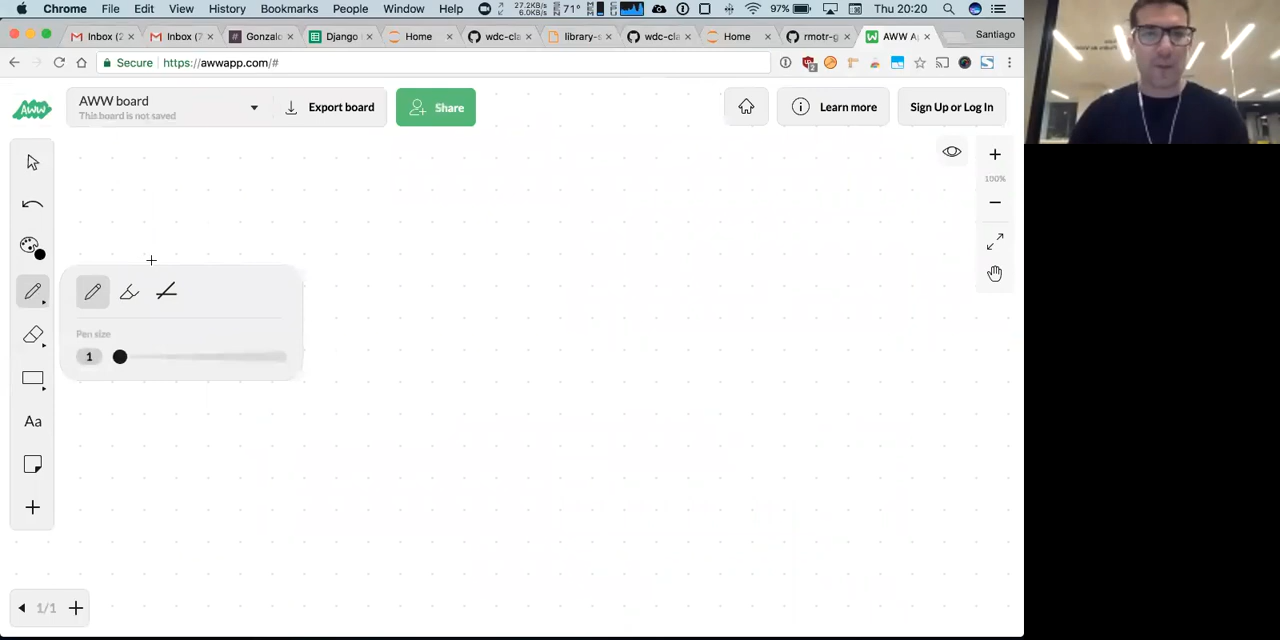 Chrome File Edit View History Bookmarks People Window Help 27.2KB/s 6.0KB/s 71° 97% Thu 20:20
Inbox (2 Inbox (7 Gonzalo Django Home wdc-cla library-s wdc-cla Home rmotr-g AWW A Santiago
Secure https://awwapp.com/# 2
AWW AWW board Export board Share Learn more Sign Up or Log In
This board is not saved
100%
Pen size
1
Aa
1/1